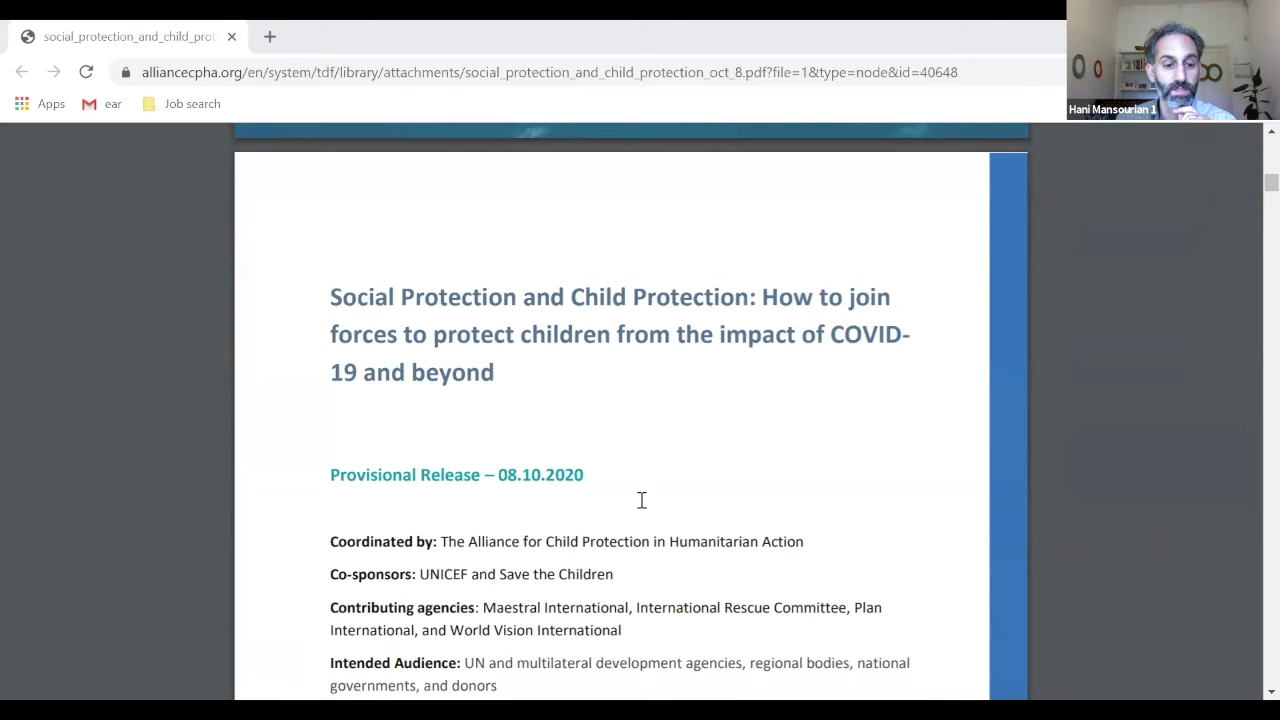 social_protection_and_child_prot
alliancecpha.org/en/system/tdf/library/attachmants/social_protection_and_child_protection_oct_8.pdf?file=1&type=node&id=40648
Apps
ear
Job search
Hani Mansourian 1
Social Protection and Child Protection: How to join
forces to protect children from the impact of COVID-
19 and beyond
Provisional Release – 08.10.2020
Coordinated by: The Alliance for Child Protection in Humanitarian Action
Co-sponsors: UNICEF and Save the Children
Contributing agencies: Maestral International, International Rescue Committee, Plan
International, and World Vision International
Intended Audience: UN and multilateral development agencies, regional bodies, national
governments, and donors